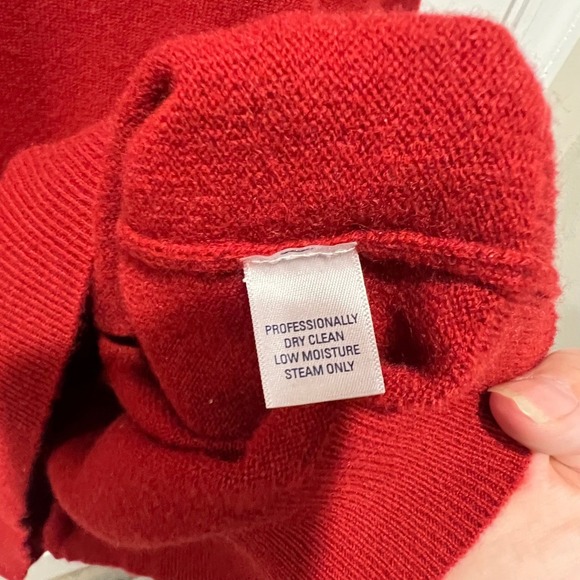 PROFESSIONALLY
DRY CLEAN
LOW MOISTURE
STEAM ONLY